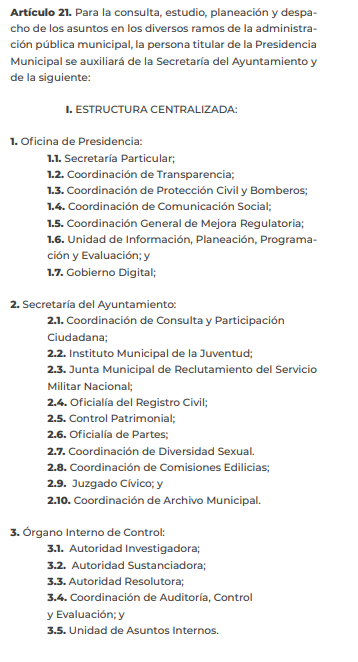 Artículo 21. Para la consulta, estudio, planeación y despa-
cho de los asuntos en los diversos ramos de la administra-
ción pública municipal, la persona titular de la Presidencia
Municipal se auxiliará de la Secretaría del Ayuntamiento y
de la siguiente:
I. ESTRUCTURA CENTRALIZADA:
1. Oficina de Presidencia:
1.1. Secretaría Particular;
1.2. Coordinación de Transparencia;
1.3. Coordinación de Protección Civil y Bomberos;
1.4. Coordinación de Comunicación Social;
1.5. Coordinación General de Mejora Regulatoria;
1.6. Unidad de Información, Planeación, Programa-
ción y Evaluación; y
1.7. Gobierno Digital;
2. Secretaría del Ayuntamiento:
2.1. Coordinación de Consulta y Participación
Ciudadana;
2.2. Instituto Municipal de la Juventud;
2.3. Junta Municipal de Reclutamiento del Servicio
Militar Nacional;
2.4. Oficialía del Registro Civil;
2.5. Control Patrimonial;
2.6. Oficialía de Partes;
2.7. Coordinación de Diversidad Sexual.
2.8. Coordinación de Comisiones Edilicias;
2.9. Juzgado Cívico; y
2.10. Coordinación de Archivo Municipal.
3. Órgano Interno de Control:
3.1. Autoridad Investigadora;
3.2. Autoridad Sustanciadora;
3.3. Autoridad Resolutora;
3.4. Coordinación de Auditoría, Control
y Evaluación; y
3.5. Unidad de Asuntos Internos.